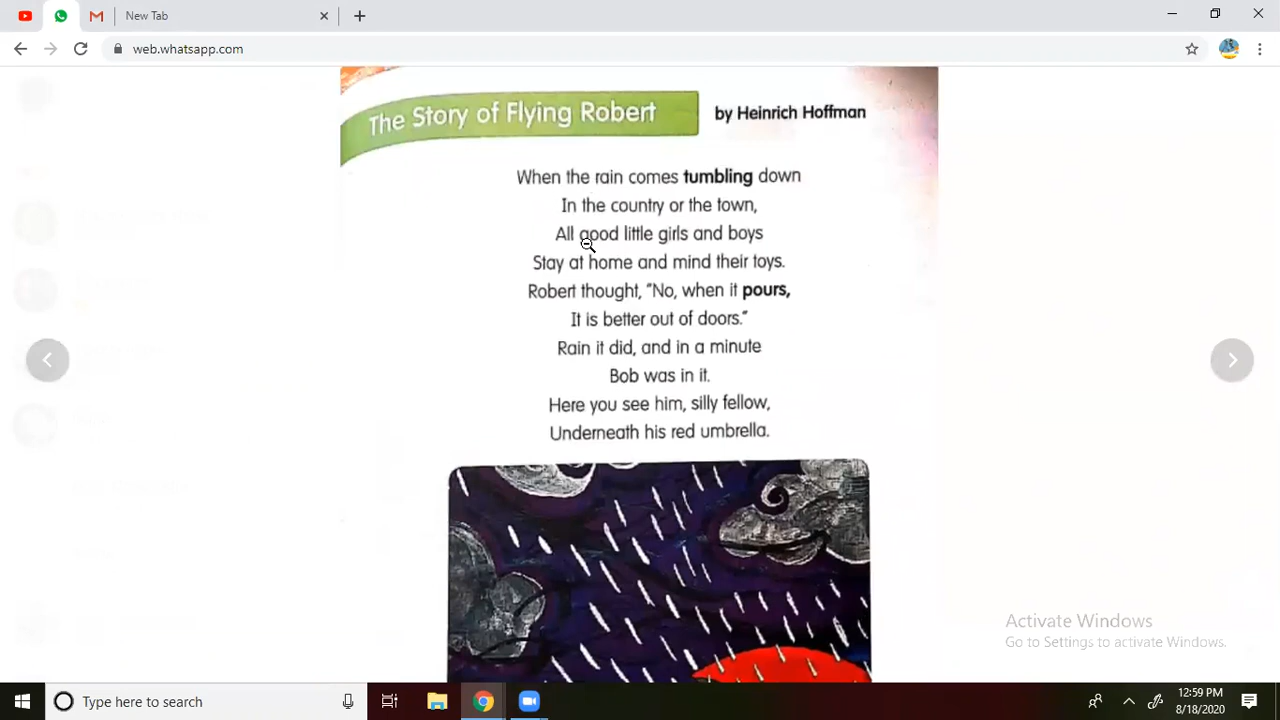 New Tab
web.whatsapp.com
The Story of Flying Robert
by Heinrich Hoffman
When the rain comes tumbling down
In the country or the town,
All good little girls and boys
Stay at home and mind their toys.
Robert thought, “No, when it pours,
It is better out of doors.”
Rain it did, and in a minute
Bob was in it.
Here you see him, silly fellow,
Underneath his red umbrella.
Activate Windows
Go to Settings to activate Windows.
Type here to search
12:59 PM
8/18/2020